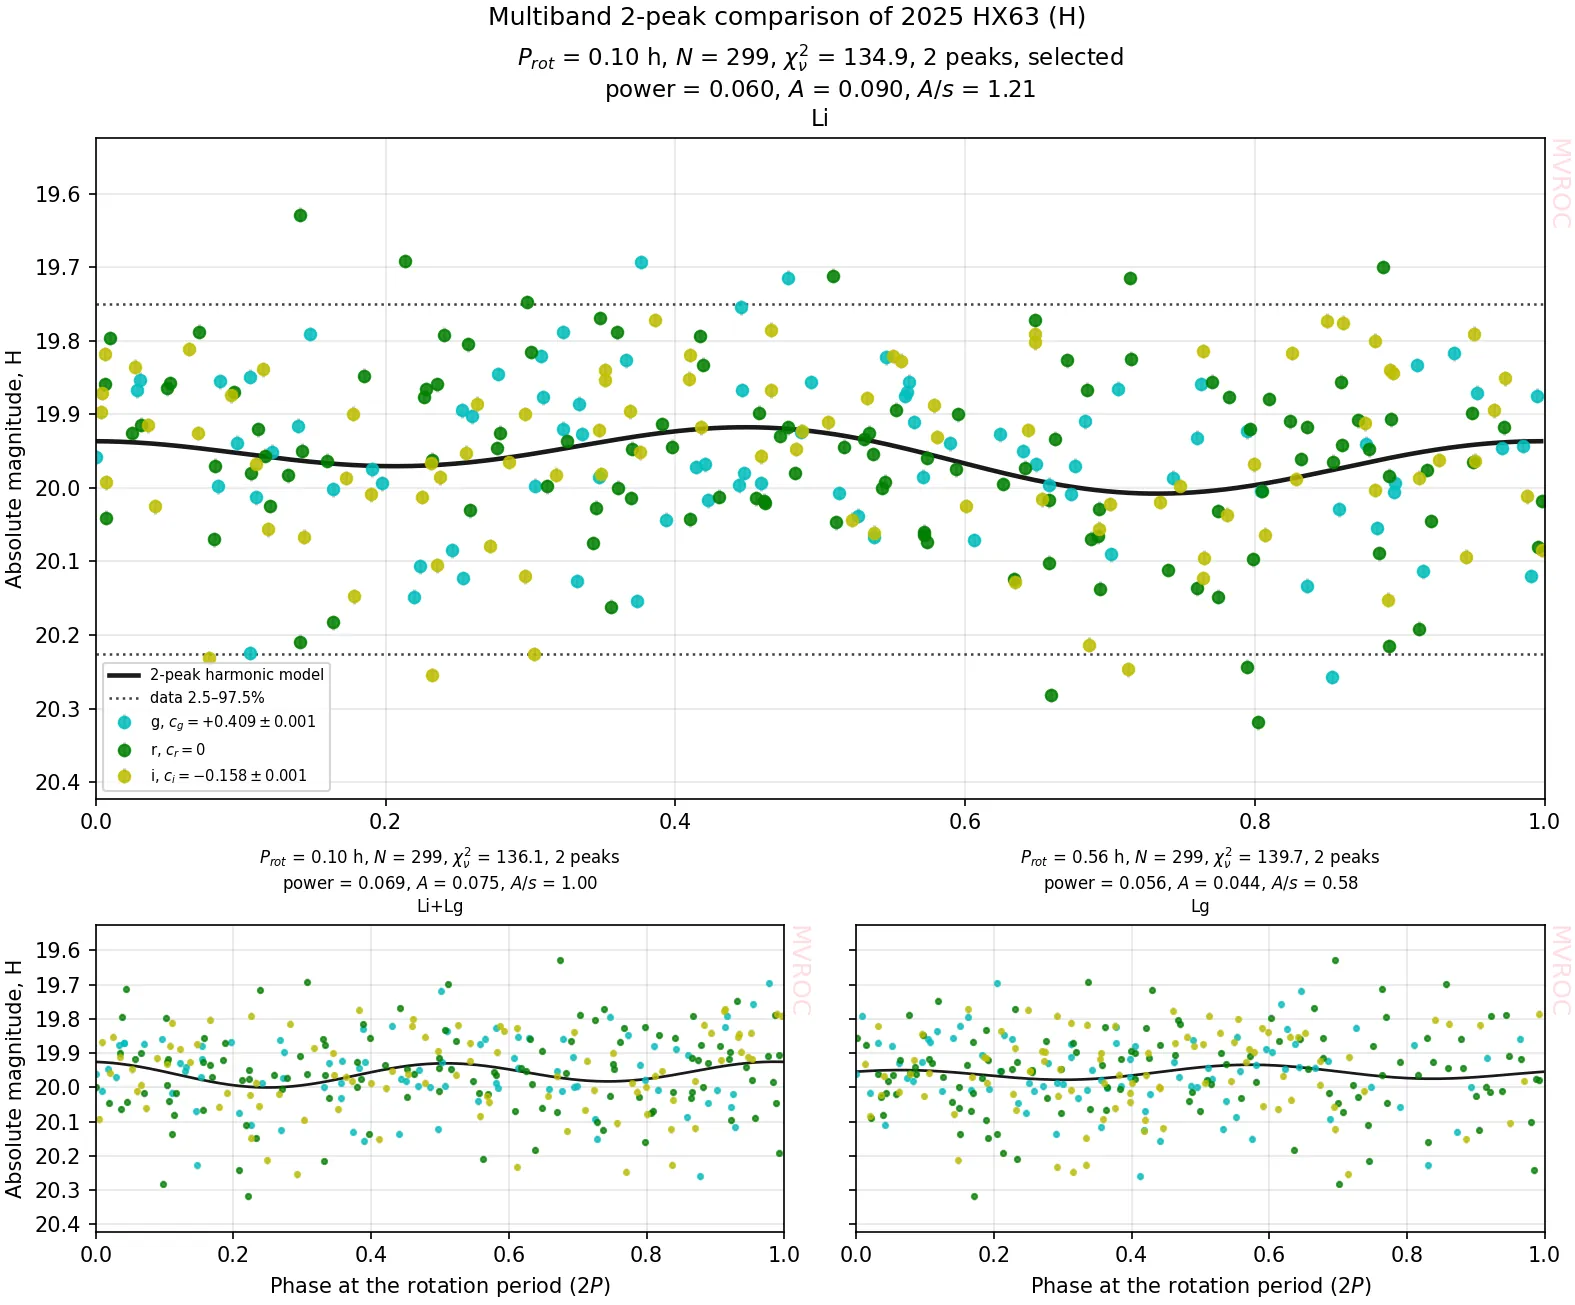 Multiband 2-peak comparison of 2025 HX63 (H)
P_rot = 0.10 h, N = 299, χ²_ν = 134.9, 2 peaks, selected
power = 0.060, A = 0.090, A/s = 1.21
Li
MVROC
Absolute magnitude, H
19.6
19.7
19.8
19.9
20.0
20.1
20.2
20.3
20.4
2-peak harmonic model
data 2.5–97.5%
g, c_g = +0.409 ± 0.001
r, c_r = 0
i, c_i = −0.158 ± 0.001
0.0 0.2 0.4 0.6 0.8 1.0
P_rot = 0.10 h, N = 299, χ²_ν = 136.1, 2 peaks
power = 0.069, A = 0.075, A/s = 1.00
Li+Lg
MVROC
Absolute magnitude, H
19.6
19.7
19.8
19.9
20.0
20.1
20.2
20.3
20.4
0.0 0.2 0.4 0.6 0.8 1.0
Phase at the rotation period (2P)
P_rot = 0.56 h, N = 299, χ²_ν = 139.7, 2 peaks
power = 0.056, A = 0.044, A/s = 0.58
Lg
MVROC
0.0 0.2 0.4 0.6 0.8 1.0
Phase at the rotation period (2P)